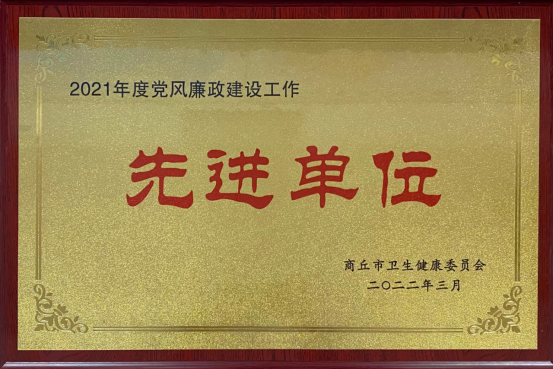 2021年度党风廉政建设工作
先进单位
商丘市卫生健康委员会
二〇二二年三月